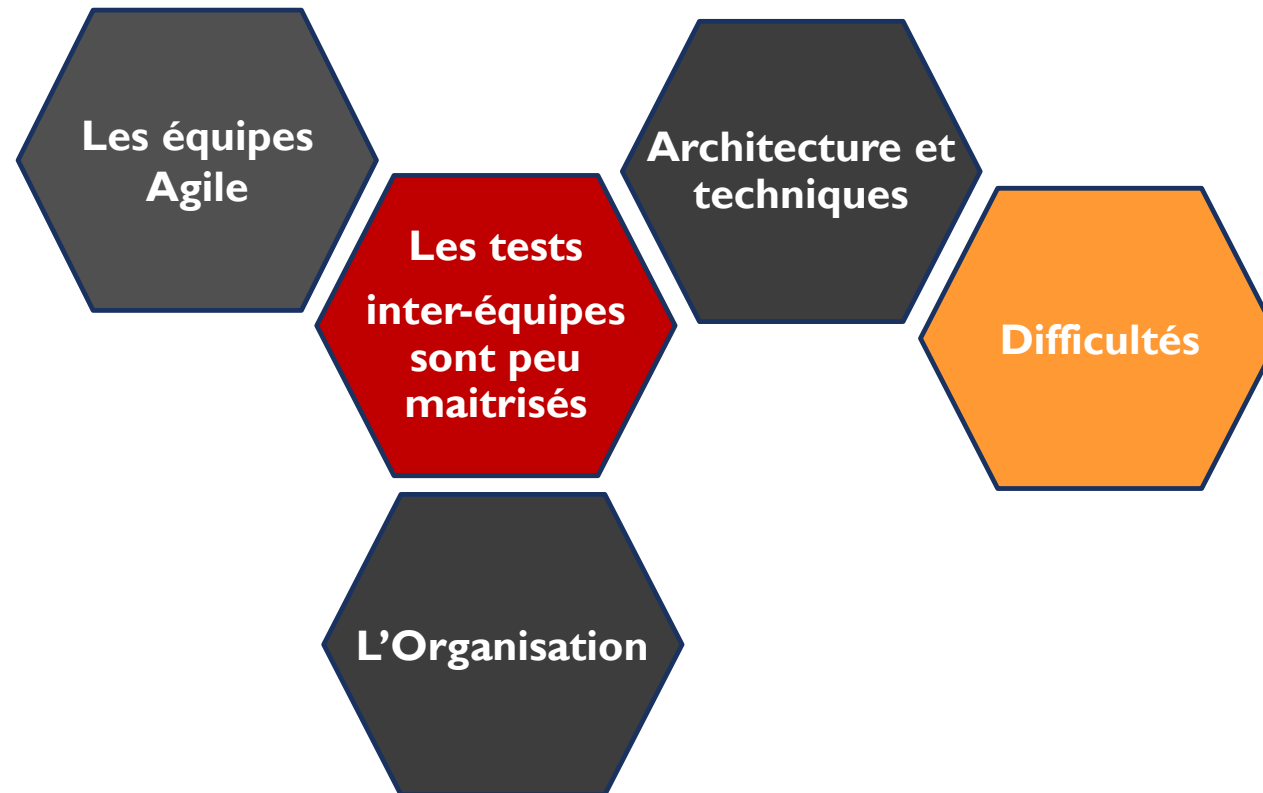 Les équipes
Agile
Les tests
inter-équipes
sont peu
maitrisés
Architecture et
techniques
Difficultés
L’Organisation